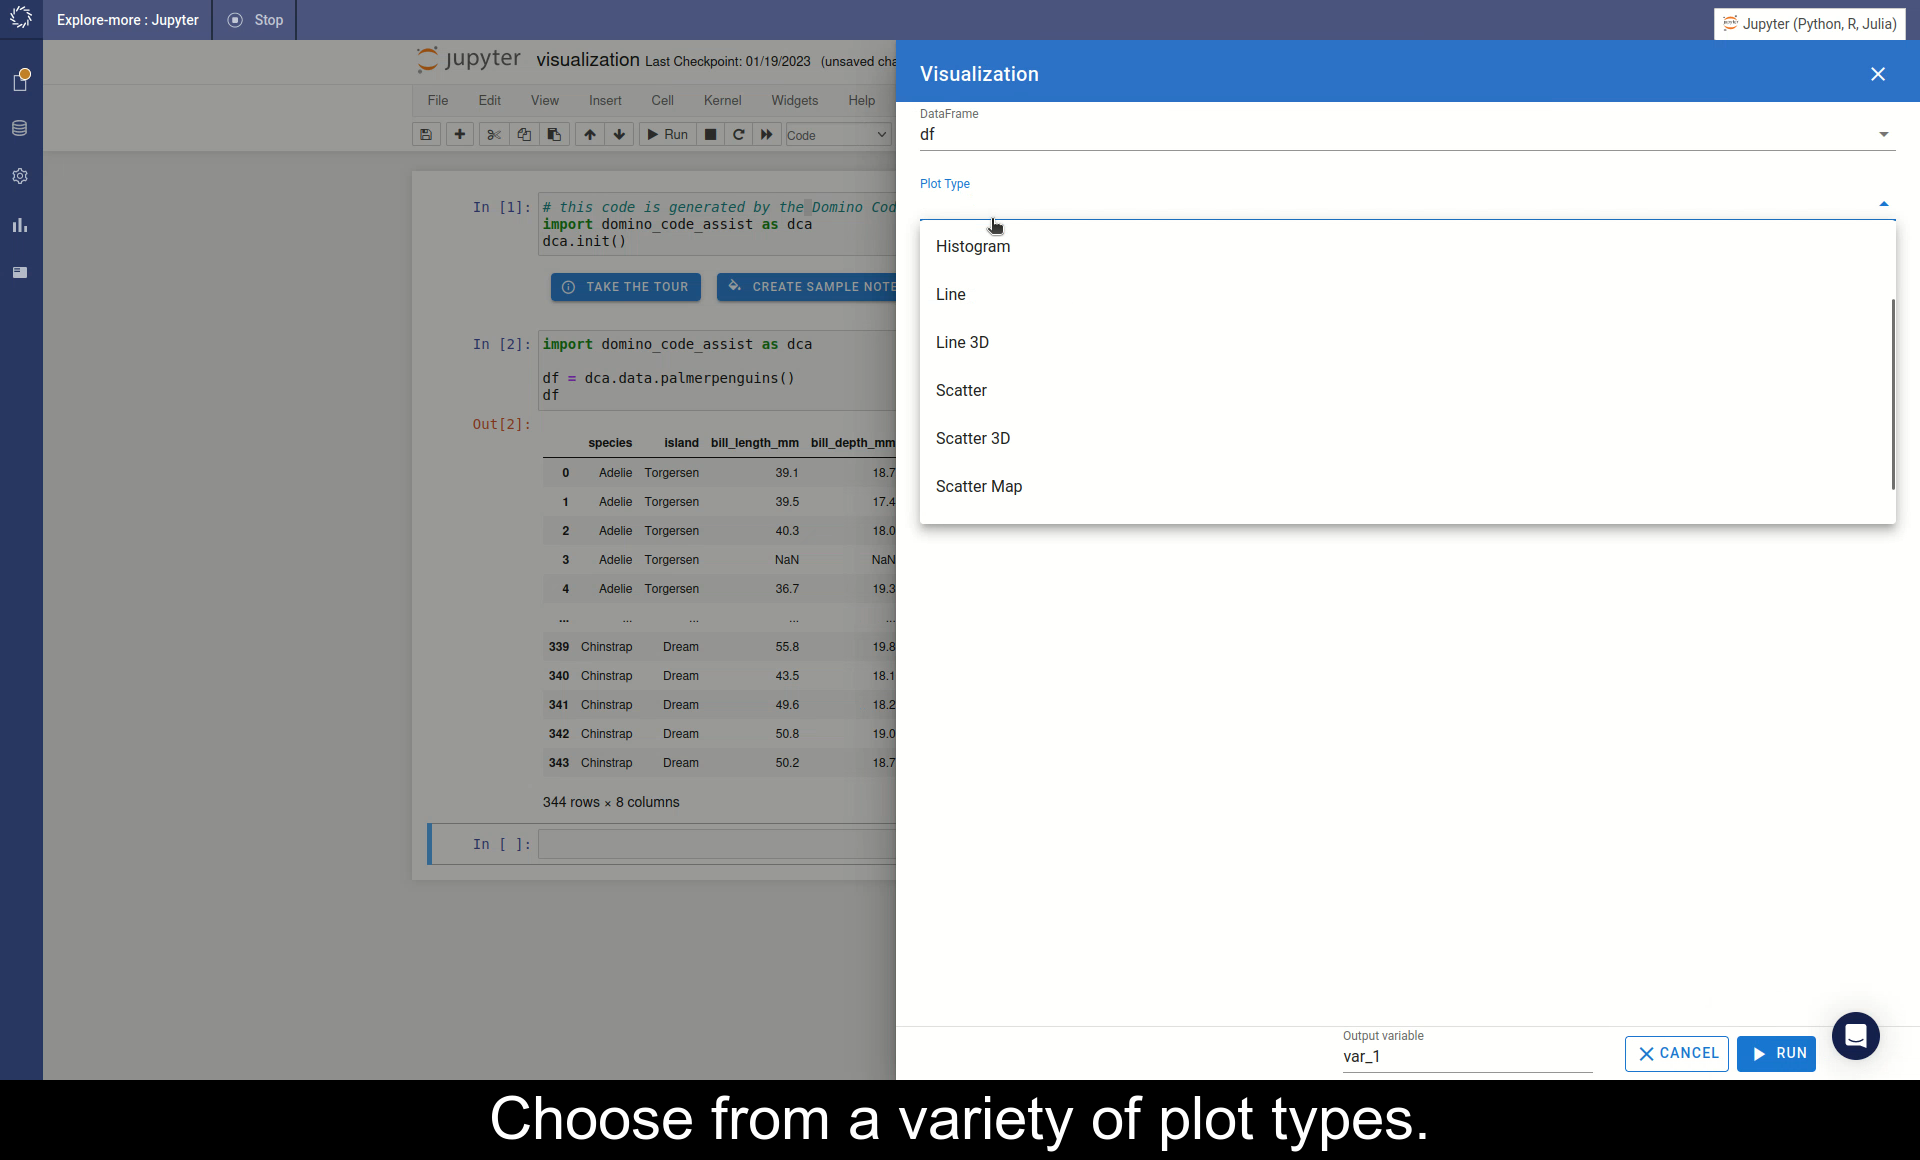 Explore-more : Jupyter
Stop
Jupyter (Python, R, Julia)
jupyter visualization Last Checkpoint: 01/19/2023 (unsaved cha
File Edit View Insert Cell Kernel Widgets Help
Run Code
In [1]: # this code is generated by the Domino Cod
import domino_code_assist as dca
dca.init()
TAKE THE TOUR
CREATE SAMPLE NOTE
In [2]: import domino_code_assist as dca
df = dca.data.palmerpenguins()
df
Out[2]:
species island bill_length_mm bill_depth_mm
0 Adelie Torgersen 39.1 18.7
1 Adelie Torgersen 39.5 17.4
2 Adelie Torgersen 40.3 18.0
3 Adelie Torgersen NaN NaN
4 Adelie Torgersen 36.7 19.3
... ... ... ... ...
339 Chinstrap Dream 55.8 19.8
340 Chinstrap Dream 43.5 18.1
341 Chinstrap Dream 49.6 18.2
342 Chinstrap Dream 50.8 19.0
343 Chinstrap Dream 50.2 18.7
344 rows × 8 columns
In [ ]:
Visualization
DataFrame
df
Plot Type
Histogram
Line
Line 3D
Scatter
Scatter 3D
Scatter Map
Output variable
var_1
CANCEL
RUN
Choose from a variety of plot types.